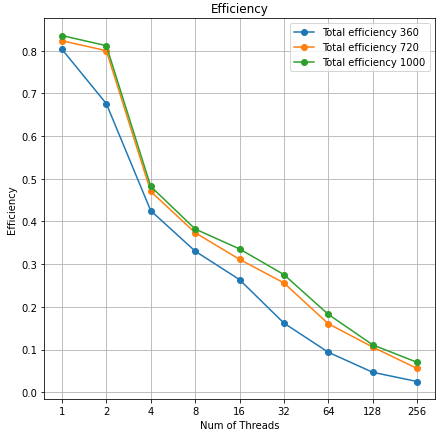 Efficiency
Total efficiency 360
Total efficiency 720
Total efficiency 1000
Efficiency
0.8
0.7
0.6
0.5
0.4
0.3
0.2
0.1
0.0
1 2 4 8 16 32 64 128 256
Num of Threads